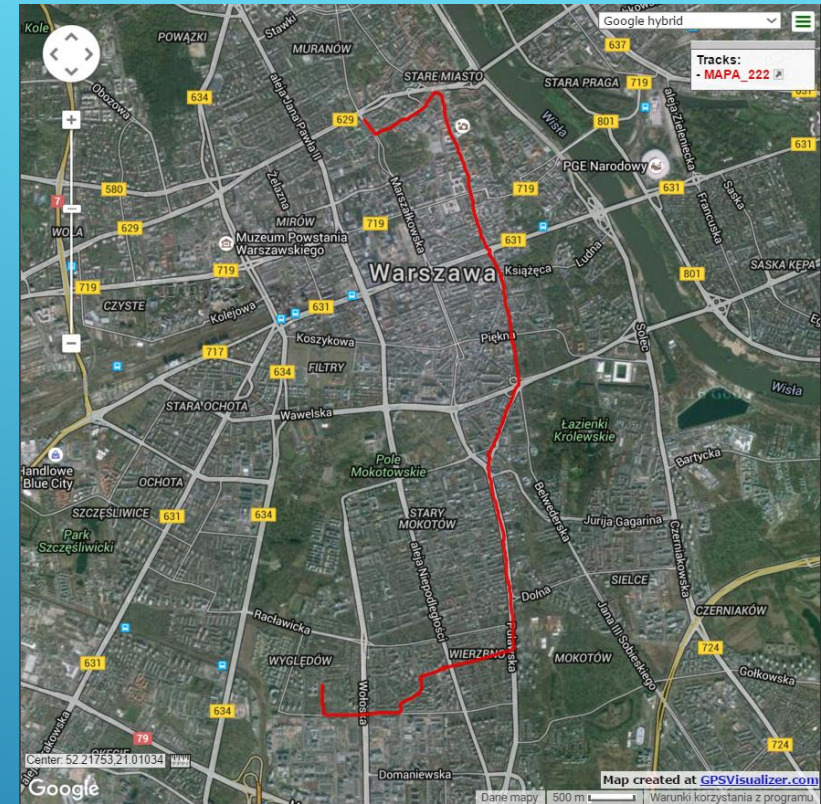 Google hybrid
Tracks:
- MAPA_222
Kole
POWĄZKI
Stawki
MURANÓW
637
STARE MIASTO
STARA PRAGA
719
Obozowa
634
aleja Jana Pawła II
629
Wisła
801
aleja Zieleniecka
631
PGE Narodowy
Żelazna
Marszałkowska
580
7
719
631
Saska
Francuska
WOLA
629
MIRÓW
719
Muzeum Powstania
Warszawskiego
631
Ludna
SASKA KĘPA
719
719
Warszawa
Książęca
801
CZYSTE
Kolejowa
631
Solec
717
Koszykowa
Piękna
634
FILTRY
Wisła
STARA OCHOTA
Wawelska
Łazienki
Królewskie
Pole
Mokotowskie
Bartycka
Handlowe
Blue City
OCHOTA
Belwederska
SZCZĘŚLIWICE
631
634
STARY
MOKOTÓW
Jurija Gagarina
Czerniakowska
Park
Szczęśliwicki
aleja Niepodległości
SIELCE
Dolna
CZERNIAKÓW
Racławicka
Jana III Sobieskiego
Puławska
631
WYGLĘDÓW
WIERZBNO
MOKOTÓW
724
Gołkowska
Wołoska
634
79
724
OKĘCIE
Center: 52.21753,21.01034
Domaniewska
Google
Map created at GPSVisualizer.com
Dane mapy
500 m
Warunki korzystania z programu